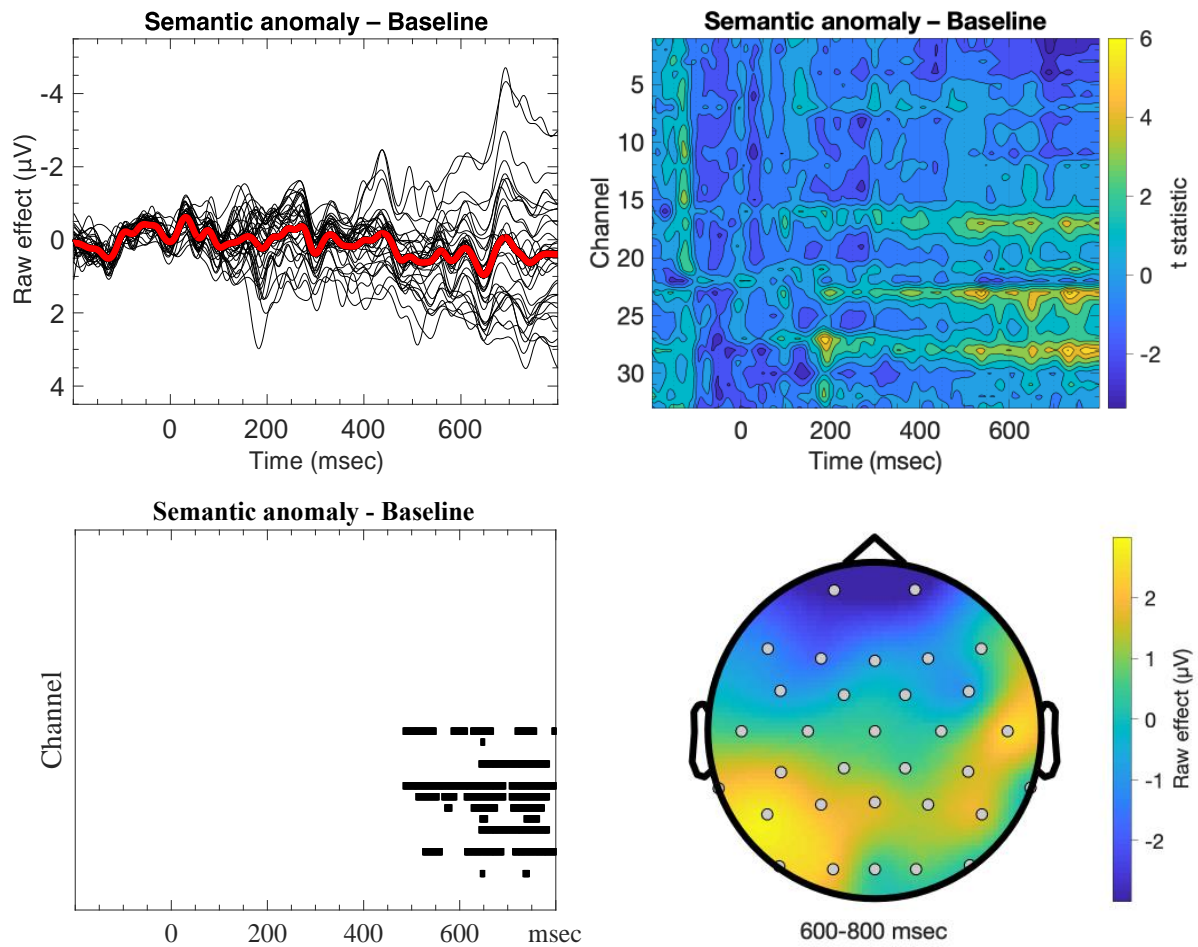 Semantic anomaly – Baseline
-4
-2
0
2
4
Raw effect (µV)
0
200
400
600
Time (msec)
Semantic anomaly – Baseline
5
10
15
20
25
30
Channel
0
200
400
600
Time (msec)
6
4
2
0
-2
t statistic
Semantic anomaly - Baseline
Channel
0
200
400
600
msec
600-800 msec
2
1
0
-1
-2
Raw effect (µV)